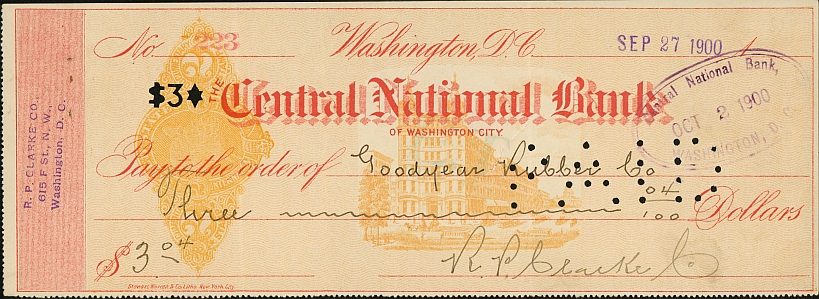 R. P. CLARKE CO.,
615 F St., N. W.,
Washington, D. C.
No. 223 Washington, D.C. SEP 27 1900 1
$3✶ THE Central National Bank
OF WASHINGTON CITY
Central National Bank,
OCT 2 1900
WASHINGTON, D. C.
Pay to the order of Goodyear Rubber Co
Three 04/100 Dollars
$3 04 R. P. Clarke Co